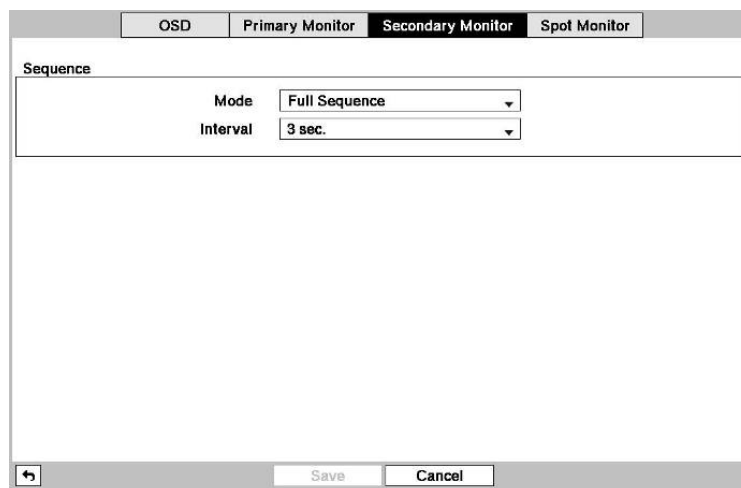 OSD Primary Monitor Secondary Monitor Spot Monitor
Sequence
Mode Full Sequence
Interval 3 sec.
Save Cancel